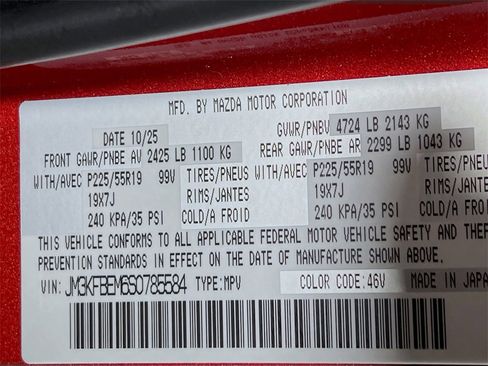 MFD. BY MAZDA MOTOR CORPORATION
DATE 10/25 GVWR/PNBV 4724 LB 2143 KG
FRONT GAWR/PNBE AV 2425 LB 1100 KG REAR GAWR/PNBE AR 2299 LB 1043 KG
WITH/AVEC P225/55R19 99V TIRES/PNEUS WITH/AVEC P225/55R19 99V TIRES/PNEUS
19X7J RIMS/JANTES 19X7J RIMS/JANTES
240 KPA/35 PSI COLD/A FROID 240 KPA/35 PSI COLD/A FROID
THIS VEHICLE CONFORMS TO ALL APPLICABLE FEDERAL MOTOR VEHICLE SAFETY AND THEF
PREVENTION STANDARDS IN EFFECT ON THE DATE OF MANUFACTURE SHOWN ABOVE.
VIN: JM3KFBEM6S0785584 TYPE: MPV COLOR CODE: 46V MADE IN JAPA